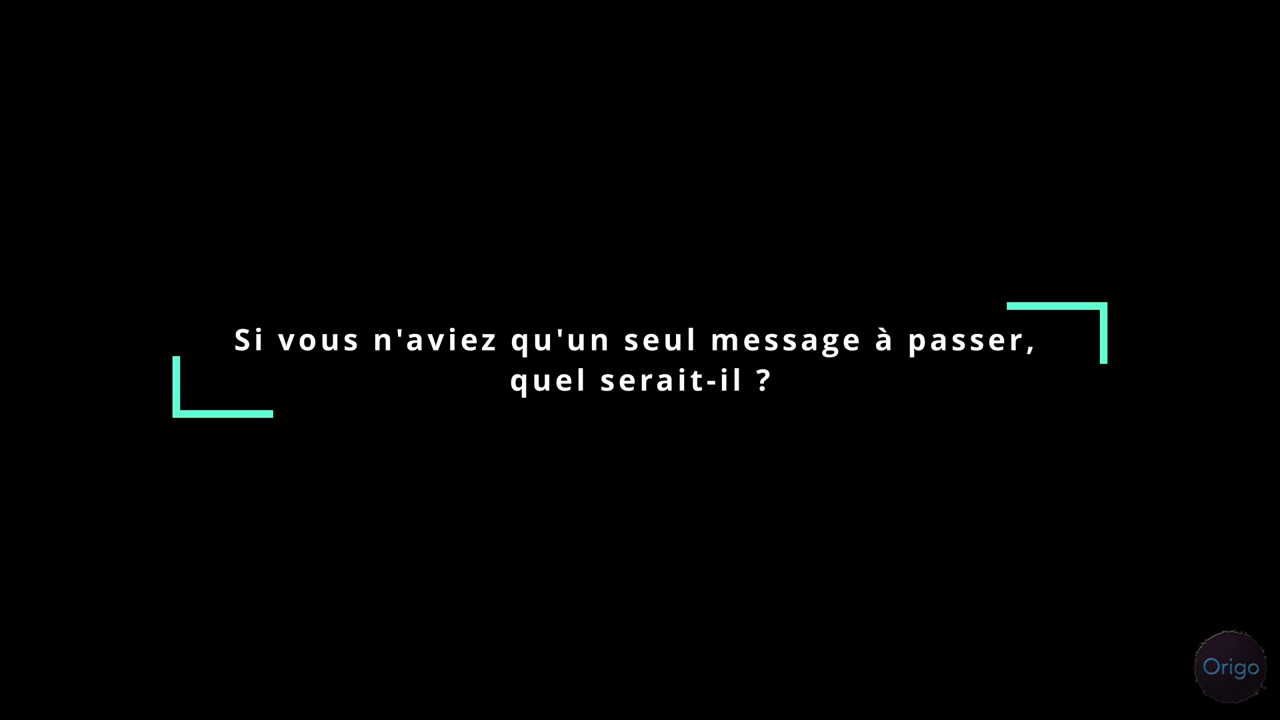 Si vous n'aviez qu'un seul message à passer,
quel serait-il ?
Origo